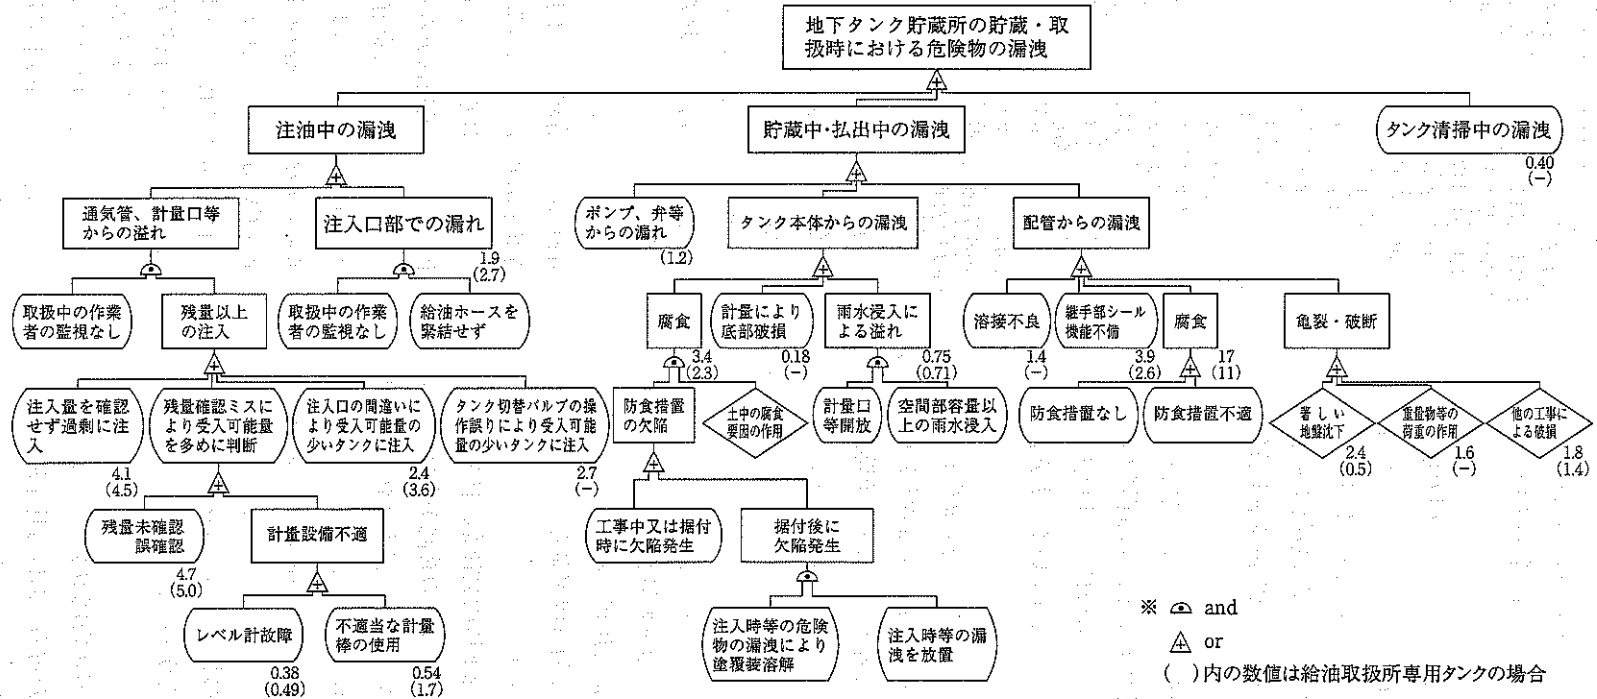 地下タンク貯蔵所の貯蔵・取
扱時における危険物の漏洩
注油中の漏洩
貯蔵中・払出中の漏洩
タンク清掃中の漏洩
0.40
(−)
通気管、計量口等
からの溢れ
注入口部での漏れ
1.9
(2.7)
ポンプ、弁等
からの漏れ
(1.2)
タンク本体からの漏洩
配管からの漏洩
取扱中の作業
者の監視なし
残量以上
の注入
取扱中の作業
者の監視なし
給油ホースを
緊結せず
腐食
3.4
(2.3)
計量により
底部破損
0.18
(−)
雨水浸入に
よる溢れ
0.75
(0.71)
溶接不良
1.4
(−)
継手部シール
機能不備
3.9
(2.6)
腐食
17
(11)
亀裂・破断
注入量を確認
せず過剰に注
入
4.1
(4.5)
残量確認ミスに
より受入可能量
を多めに判断
注入口の間違いに
より受入可能量の
少いタンクに注入
2.4
(3.6)
タンク切替バルブの操
作誤りにより受入可能
量の少いタンクに注入
2.7
(−)
防食措置
の欠陥
土中の腐食
要因の作用
計量口
等開放
空間部容量以
上の雨水浸入
防食措置なし
防食措置不適
著しい
地盤沈下
2.4
(0.5)
重量物等の
荷重の作用
1.6
(−)
他の工事に
よる破損
1.8
(1.4)
残量未確認
誤確認
4.7
(5.0)
計量設備不適
工事中又は据付
時に欠陥発生
据付後に
欠陥発生
レベル計故障
0.38
(0.49)
不適当な計量
棒の使用
0.54
(1.7)
注入時等の危険
物の漏洩により
塗覆装溶解
注入時等の漏
洩を放置
※ and
or
( )内の数値は給油取扱所専用タンクの場合